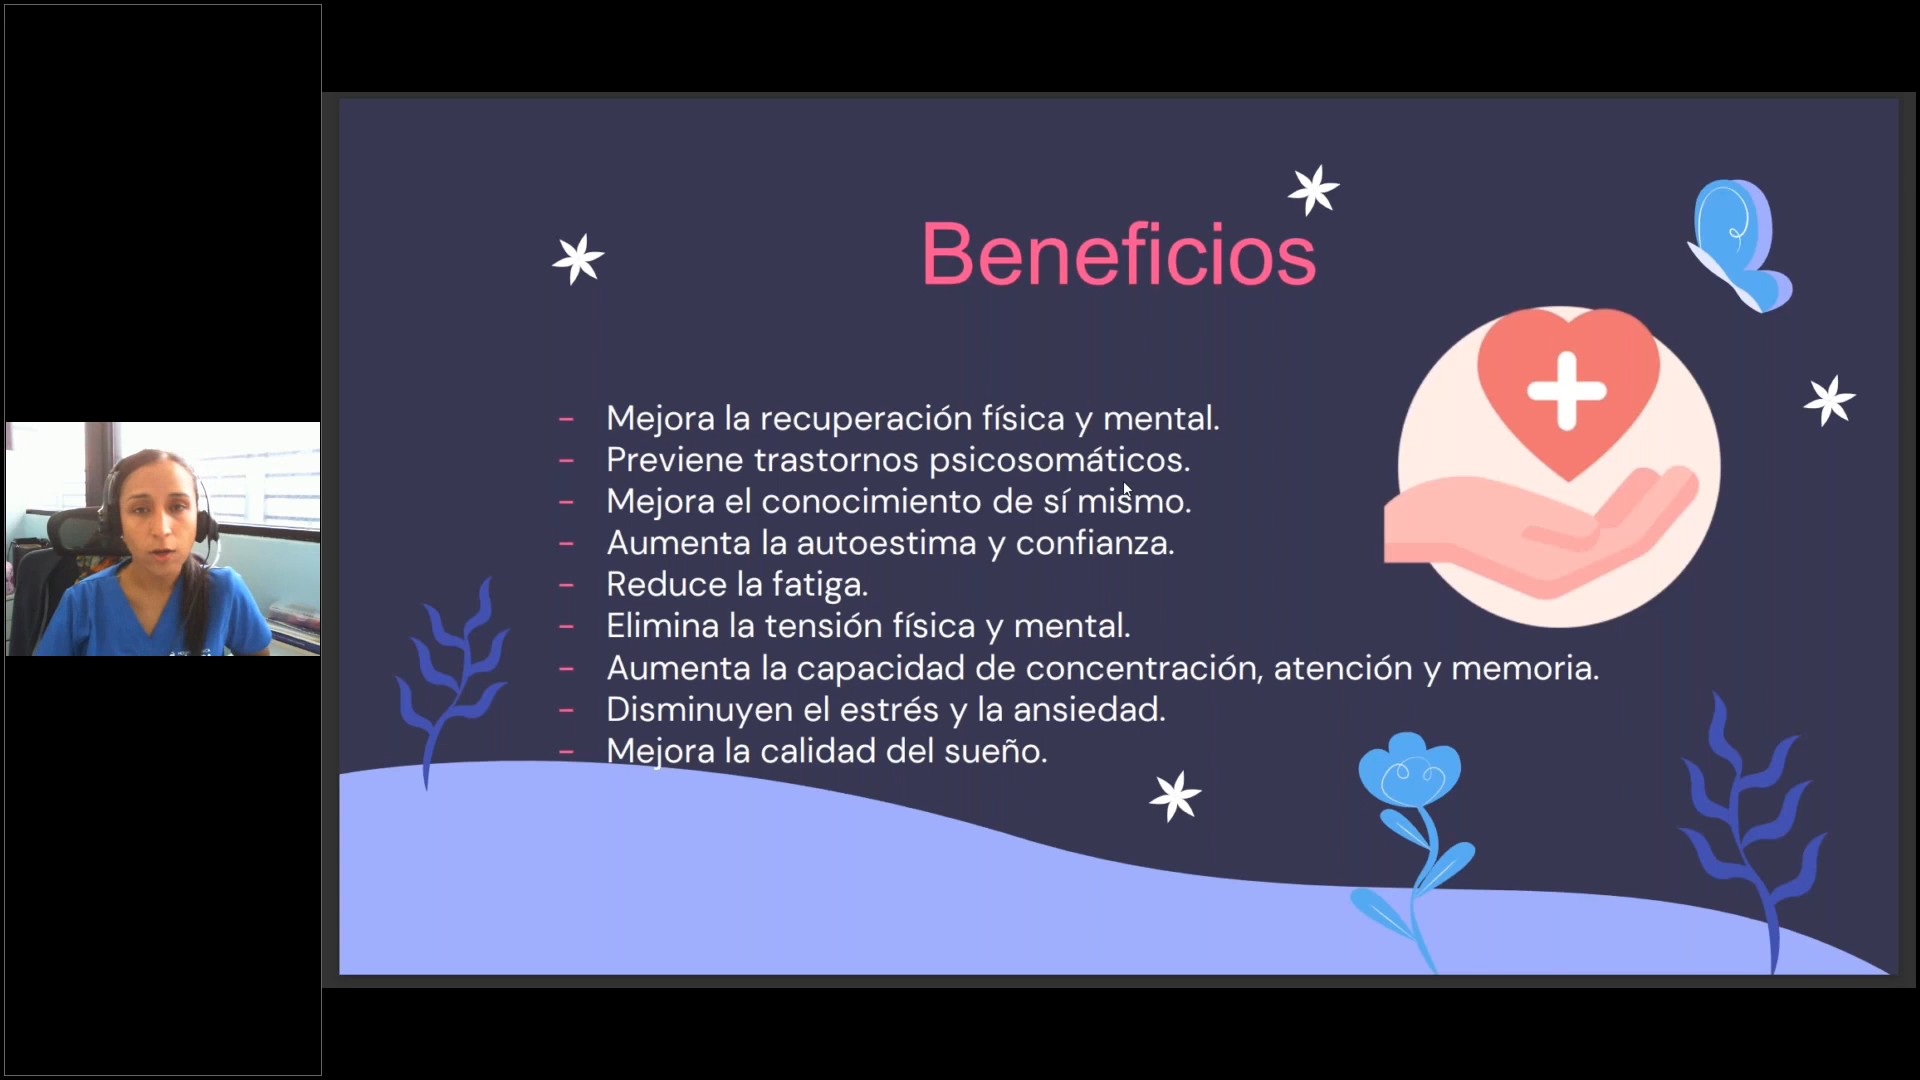 Beneficios
- Mejora la recuperación física y mental.
- Previene trastornos psicosomáticos.
- Mejora el conocimiento de sí mismo.
- Aumenta la autoestima y confianza.
- Reduce la fatiga.
- Elimina la tensión física y mental.
- Aumenta la capacidad de concentración, atención y memoria.
- Disminuyen el estrés y la ansiedad.
- Mejora la calidad del sueño.